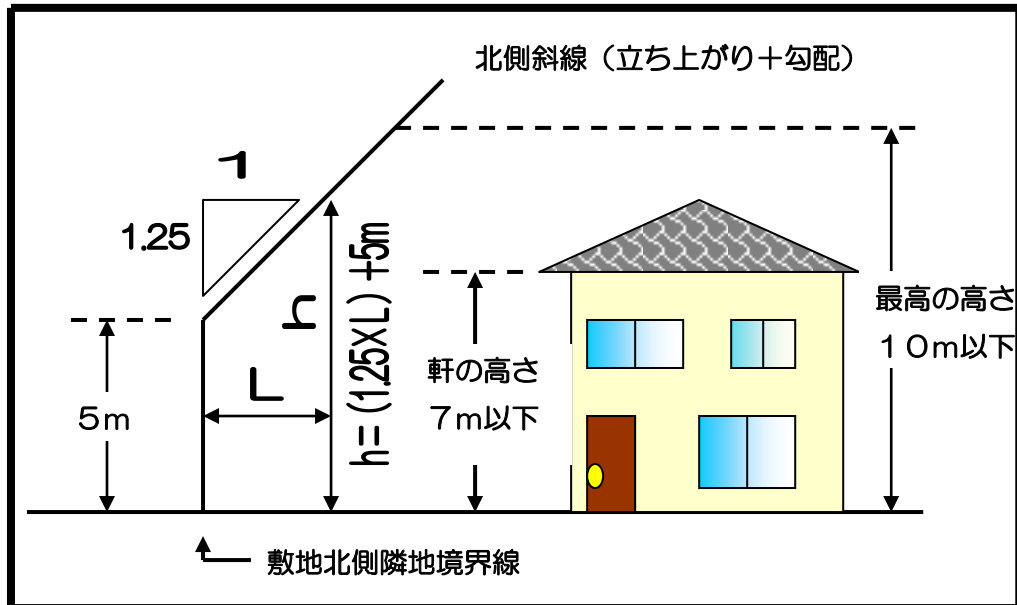 北側斜線（立ち上がり＋勾配）
1
1.25
h=(1.25×L)+5m
h
L
5m
軒の高さ
7m以下
最高の高さ
10m以下
敷地北側隣地境界線